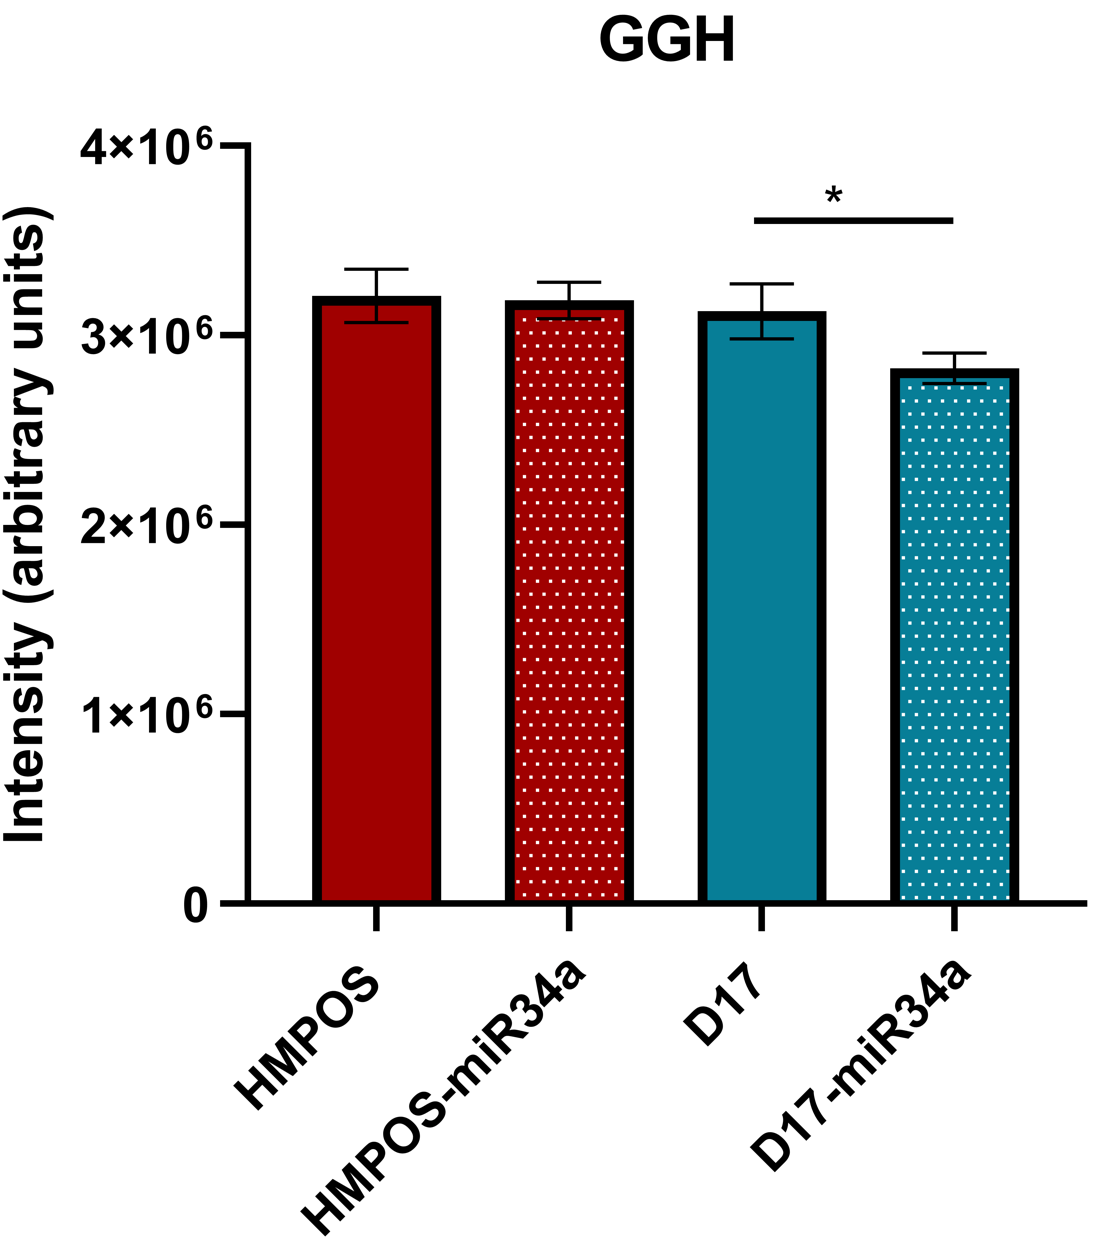 GGH
Intensity (arbitrary units)
4×10⁶
3×10⁶
2×10⁶
1×10⁶
0
*
HMPOS
HMPOS-miR34a
D17
D17-miR34a